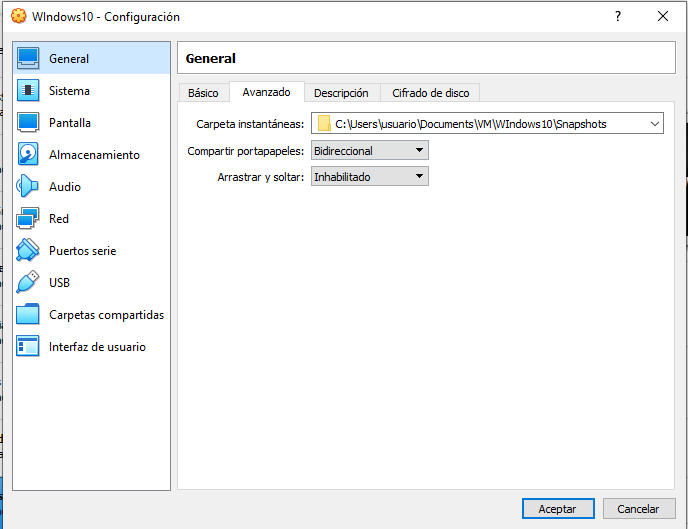 WIndows10 - Configuración
?
General
Sistema
Pantalla
Almacenamiento
Audio
Red
Puertos serie
USB
Carpetas compartidas
Interfaz de usuario
General
Básico Avanzado Descripción Cifrado de disco
Carpeta instantáneas: C:\Users\usuario\Documents\VM\WIndows10\Snapshots
Compartir portapapeles: Bidireccional
Arrastrar y soltar: Inhabilitado
Aceptar Cancelar